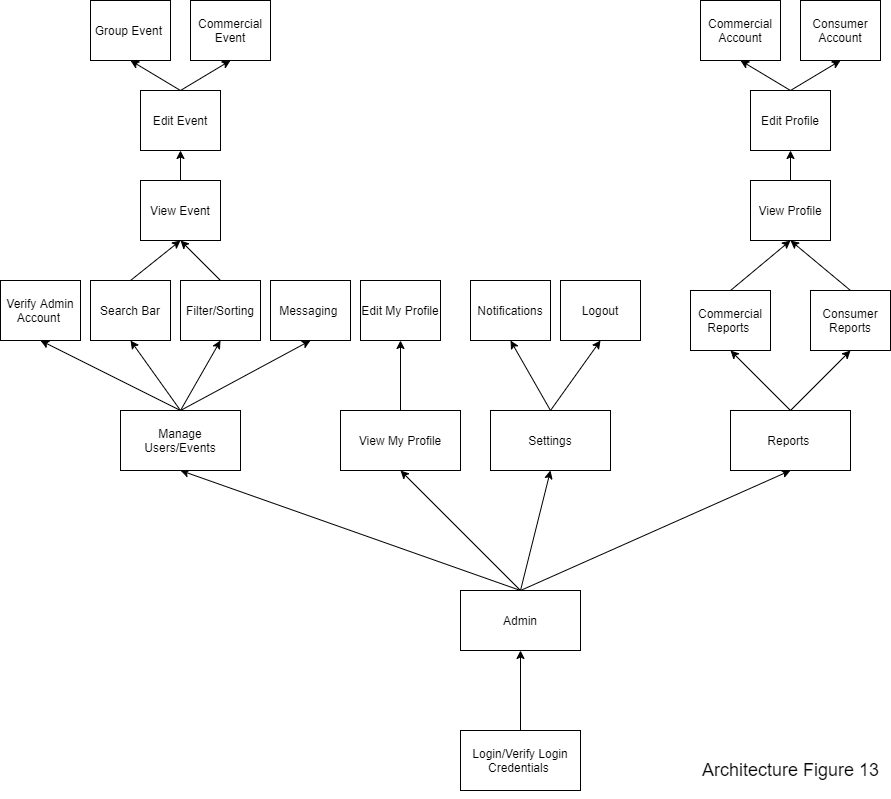 Group Event
Commercial
Event
Commercial
Account
Consumer
Account
Edit Event
Edit Profile
View Event
View Profile
Verify Admin
Account
Search Bar
Filter/Sorting
Messaging
Edit My Profile
Notifications
Logout
Commercial
Reports
Consumer
Reports
Manage
Users/Events
View My Profile
Settings
Reports
Admin
Login/Verify Login
Credentials
Architecture Figure 13